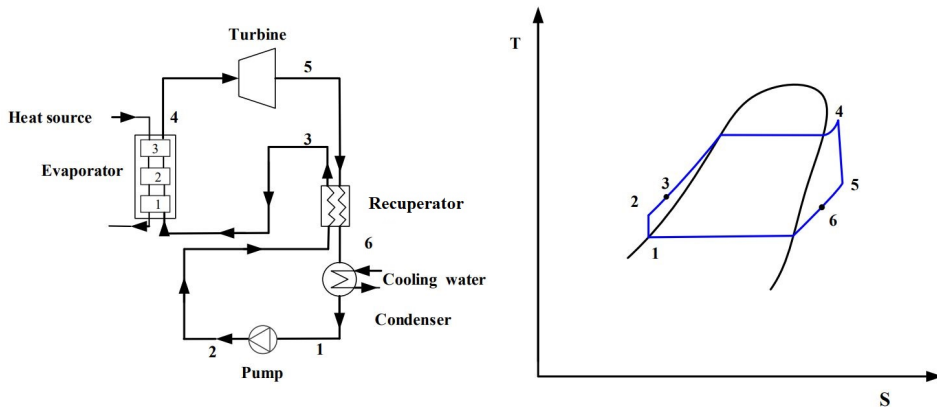 Turbine
5
4
Heat source
3
3
Evaporator
2
1
Recuperator
6
Cooling water
Condenser
2
1
Pump
T
4
3
2
5
6
1
S